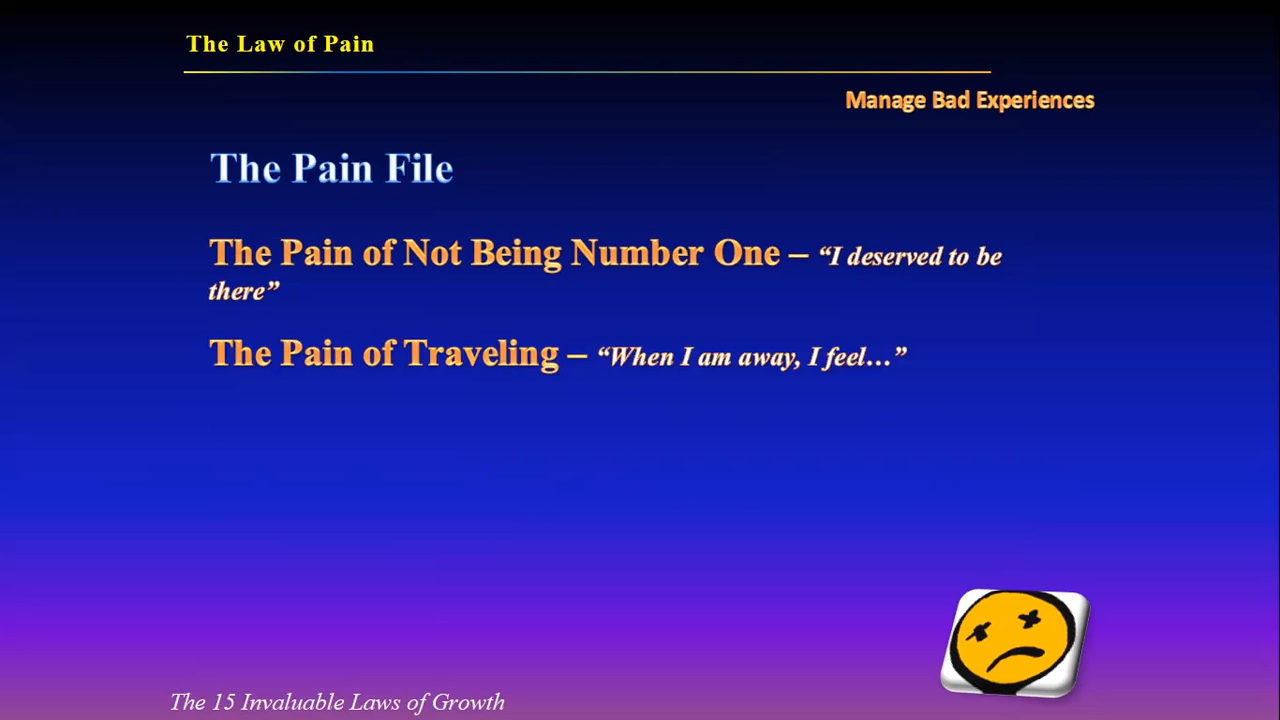 The Law of Pain
Manage Bad Experiences
The Pain File
The Pain of Not Being Number One – “I deserved to be
there”
The Pain of Traveling – “When I am away, I feel…”
The 15 Invaluable Laws of Growth